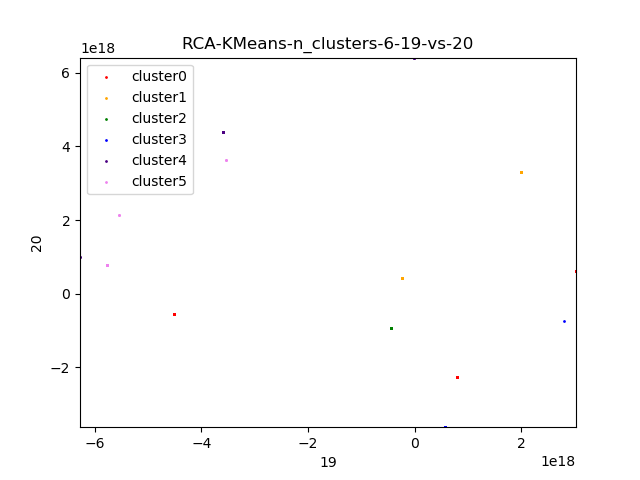 RCA-KMeans-n_clusters-6-19-vs-20
1e18
6
4
2
0
−2
20
cluster0
cluster1
cluster2
cluster3
cluster4
cluster5
−6 −4 −2 0 2
19
1e18